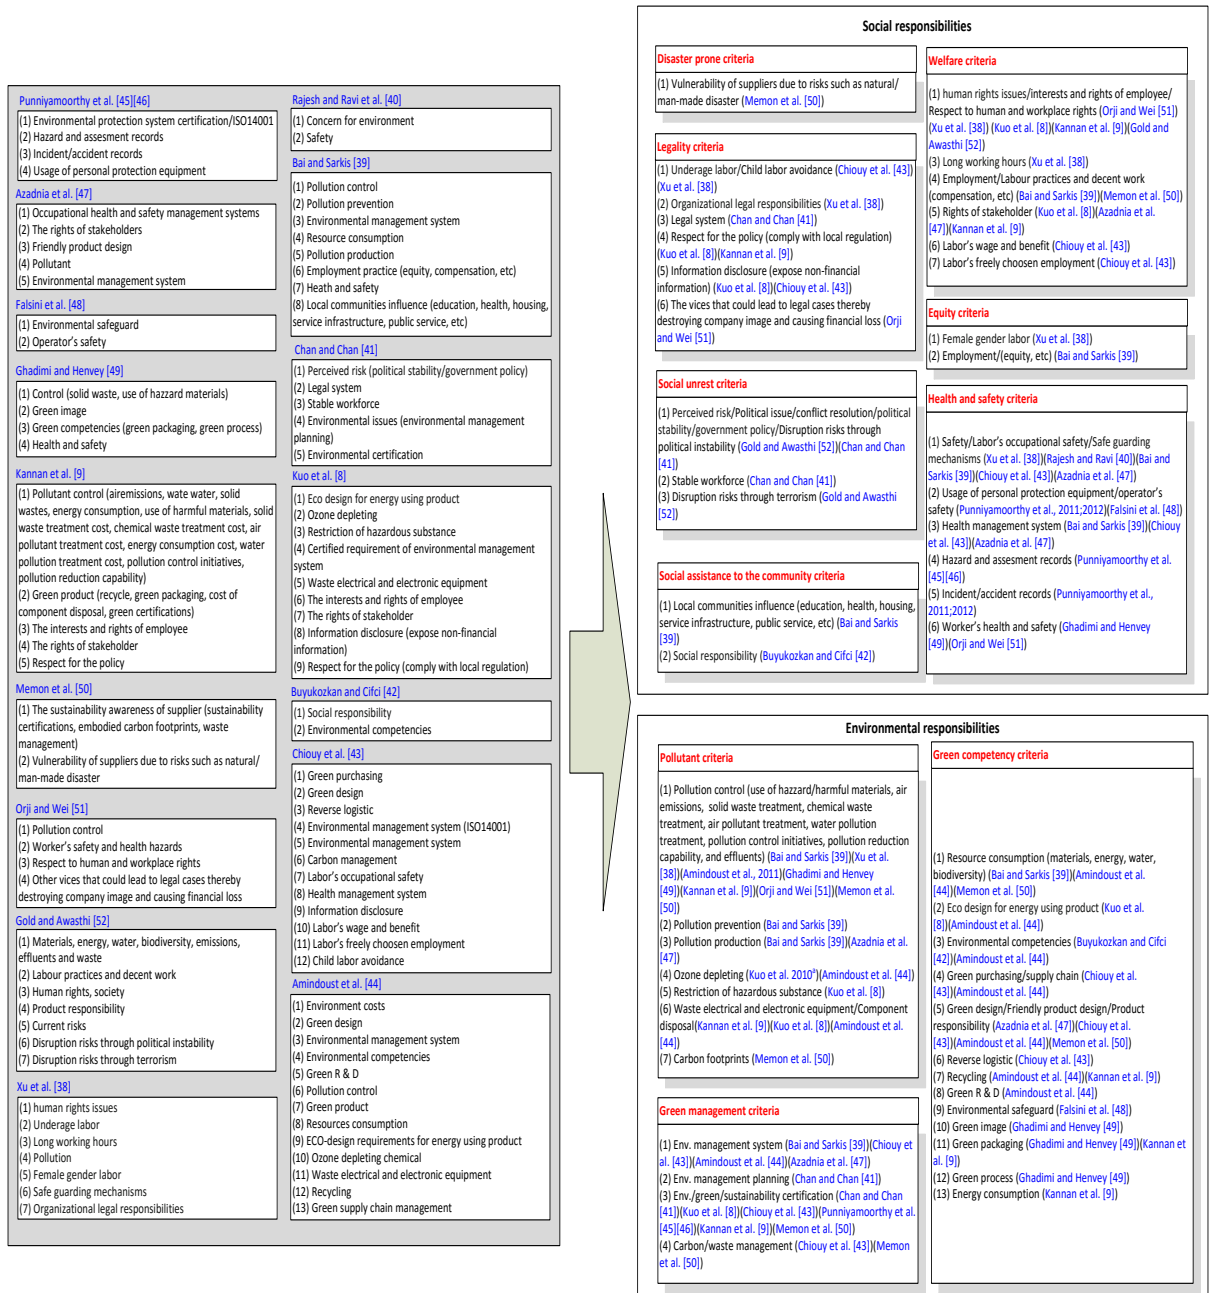 Punniyamoorthy et al. [45][46]
(1) Environmental protection system certification/ISO14001
(2) Hazard and assesment records
(3) Incident/accident records
(4) Usage of personal protection equipment
Azadnia et al. [47]
(1) Occupational health and safety management systems
(2) The rights of stakeholders
(3) Friendly product design
(4) Pollutant
(5) Environmental management system
Falsini et al. [48]
(1) Environmental safeguard
(2) Operator's safety
Ghadimi and Henvey [49]
(1) Control (solid waste, use of hazzard materials)
(2) Green image
(3) Green competencies (green packaging, green process)
(4) Health and safety
Kannan et al. [9]
(1) Pollutant control (airemissions, wate water, solid
wastes, energy consumption, use of harmful materials, solid
waste treatment cost, chemical waste treatment cost, air
pollutant treatment cost, energy consumption cost, water
pollution treatment cost, pollution control initiatives,
pollution reduction capability)
(2) Green product (recycle, green packaging, cost of
component disposal, green certifications)
(3) The interests and rights of employee
(4) The rights of stakeholder
(5) Respect for the policy
Memon et al. [50]
(1) The sustainability awareness of supplier (sustainability
certifications, embodied carbon footprints, waste
management)
(2) Vulnerability of suppliers due to risks such as natural/
man-made disaster
Orji and Wei [51]
(1) Pollution control
(2) Worker's safety and health hazards
(3) Respect to human and workplace rights
(4) Other vices that could lead to legal cases thereby
destroying company image and causing financial loss
Gold and Awasthi [52]
(1) Materials, energy, water, biodiversity, emissions,
effluents and waste
(2) Labour practices and decent work
(3) Human rights, society
(4) Product responsibility
(5) Current risks
(6) Disruption risks through political instability
(7) Disruption risks through terrorism
Xu et al. [38]
(1) human rights issues
(2) Underage labor
(3) Long working hours
(4) Pollution
(5) Female gender labor
(6) Safe guarding mechanisms
(7) Organizational legal responsibilities
Rajesh and Ravi et al. [40]
(1) Concern for environment
(2) Safety
Bai and Sarkis [39]
(1) Pollution control
(2) Pollution prevention
(3) Environmental management system
(4) Resource consumption
(5) Pollution production
(6) Employment practice (equity, compensation, etc)
(7) Heath and safety
(8) Local communities influence (education, health, housing,
service infrastructure, public service, etc)
Chan and Chan [41]
(1) Perceived risk (political stability/government policy)
(2) Legal system
(3) Stable workforce
(4) Environmental issues (environmental management
planning)
(5) Environmental certification
Kuo et al. [8]
(1) Eco design for energy using product
(2) Ozone depleting
(3) Restriction of hazardous substance
(4) Certified requirement of environmental management
system
(5) Waste electrical and electronic equipment
(6) The interests and rights of employee
(7) The rights of stakeholder
(8) Information disclosure (expose non-financial
information)
(9) Respect for the policy (comply with local regulation)
Buyukozkan and Cifci [42]
(1) Social responsibility
(2) Environmental competencies
Chiouy et al. [43]
(1) Green purchasing
(2) Green design
(3) Reverse logistic
(4) Environmental management system (ISO14001)
(5) Environmental management system
(6) Carbon management
(7) Labor's occupational safety
(8) Health management system
(9) Information disclosure
(10) Labor's wage and benefit
(11) Labor's freely choosen employment
(12) Child labor avoidance
Amindoust et al. [44]
(1) Environment costs
(2) Green design
(3) Environmental management system
(4) Environmental competencies
(5) Green R & D
(6) Pollution control
(7) Green product
(8) Resources consumption
(9) ECO-design requirements for energy using product
(10) Ozone depleting chemical
(11) Waste electrical and electronic equipment
(12) Recycling
(13) Green supply chain management
Social responsibilities
Disaster prone criteria
(1) Vulnerability of suppliers due to risks such as natural/
man-made disaster (Memon et al. [50])
Legality criteria
(1) Underage labor/Child labor avoidance (Chiouy et al. [43])
(Xu et al. [38])
(2) Organizational legal responsibilities (Xu et al. [38])
(3) Legal system (Chan and Chan [41])
(4) Respect for the policy (comply with local regulation)
(Kuo et al. [8])(Kannan et al. [9])
(5) Information disclosure (expose non-financial
information) (Kuo et al. [8])(Chiouy et al. [43])
(6) The vices that could lead to legal cases thereby
destroying company image and causing financial loss (Orji
and Wei [51])
Social unrest criteria
(1) Perceived risk/Political issue/conflict resolution/political
stability/government policy/Disruption risks through
political instability (Gold and Awasthi [52])(Chan and Chan
[41])
(2) Stable workforce (Chan and Chan [41])
(3) Disruption risks through terrorism (Gold and Awasthi
[52])
Social assistance to the community criteria
(1) Local communities influence (education, health, housing,
service infrastructure, public service, etc) (Bai and Sarkis
[39])
(2) Social responsibility (Buyukozkan and Cifci [42])
Welfare criteria
(1) human rights issues/interests and rights of employee/
Respect to human and workplace rights (Orji and Wei [51])
(Xu et al. [38]) (Kuo et al. [8])(Kannan et al. [9])(Gold and
Awasthi [52])
(3) Long working hours (Xu et al. [38])
(4) Employment/Labour practices and decent work
(compensation, etc) (Bai and Sarkis [39])(Memon et al. [50])
(5) Rights of stakeholder (Kuo et al. [8])(Azadnia et al.
[47])(Kannan et al. [9])
(6) Labor's wage and benefit (Chiouy et al. [43])
(7) Labor's freely choosen employment (Chiouy et al. [43])
Equity criteria
(1) Female gender labor (Xu et al. [38])
(2) Employment/(equity, etc) (Bai and Sarkis [39])
Health and safety criteria
(1) Safety/Labor's occupational safety/Safe guarding
mechanisms (Xu et al. [38])(Rajesh and Ravi [40])(Bai and
Sarkis [39])(Chiouy et al. [43])(Azadnia et al. [47])
(2) Usage of personal protection equipment/operator's
safety (Punniyamoorthy et al., 2011;2012)(Falsini et al. [48])
(3) Health management system (Bai and Sarkis [39])(Chiouy
et al. [43])(Azadnia et al. [47])
(4) Hazard and assesment records (Punniyamoorthy et al.
[45][46])
(5) Incident/accident records (Punniyamoorthy et al.,
2011;2012)
(6) Worker's health and safety (Ghadimi and Henvey
[49])(Orji and Wei [51])
Environmental responsibilities
Pollutant criteria
(1) Pollution control (use of hazard/harmful materials, air
emissions, solid waste treatment, chemical waste
treatment, air pollutant treatment, water pollution
treatment, pollution control initiatives, pollution reduction
capability, and effluents) (Bai and Sarkis [39])(Xu et al.
[38])(Amindoust et al., 2011)(Ghadimi and Henvey
[49])(Kannan et al. [9])(Orji and Wei [51])(Memon et al.
[50])
(2) Pollution prevention (Bai and Sarkis [39])
(3) Pollution production (Bai and Sarkis [39])(Azadnia et al.
[47])
(4) Ozone depleting (Kuo et al. 2010ª)(Amindoust et al. [44])
(5) Restriction of hazardous substance (Kuo et al. [8])
(6) Waste electrical and electronic equipment/Component
disposal(Kannan et al. [9])(Kuo et al. [8])(Amindoust et al.
[44])
(7) Carbon footprints (Memon et al. [50])
Green management criteria
(1) Env. management system (Bai and Sarkis [39])(Chiouy et
al. [43])(Amindoust et al. [44])(Azadnia et al. [47])
(2) Env. management planning (Chan and Chan [41])
(3) Env./green/sustainability certification (Chan and Chan
[41])(Kuo et al. [8])(Chiouy et al. [43])(Punniyamoorthy et al.
[45][46])(Kannan et al. [9])(Memon et al. [50])
(4) Carbon/waste management (Chiouy et al. [43])(Memon
et al. [50])
Green competency criteria
(1) Resource consumption (materials, energy, water,
biodiversity) (Bai and Sarkis [39])(Amindoust et al.
[44])(Memon et al. [50])
(2) Eco design for energy using product (Kuo et al.
[8])(Amindoust et al. [44])
(3) Environmental competencies (Buyukozkan and Cifci
[42])(Amindoust et al. [44])
(4) Green purchasing/supply chain (Chiouy et al.
[43])(Amindoust et al. [44])
(5) Green design/Friendly product design/Product
responsibility (Azadnia et al. [47])(Chiouy et al.
[43])(Amindoust et al. [44])(Memon et al. [50])
(6) Reverse logistic (Chiouy et al. [43])
(7) Recycling (Amindoust et al. [44])(Kannan et al. [9])
(8) Green R & D (Amindoust et al. [44])
(9) Environmental safeguard (Falsini et al. [48])
(10) Green image (Ghadimi and Henvey [49])
(11) Green packaging (Ghadimi and Henvey [49])(Kannan et
al. [9])
(12) Green process (Ghadimi and Henvey [49])
(13) Energy consumption (Kannan et al. [9])